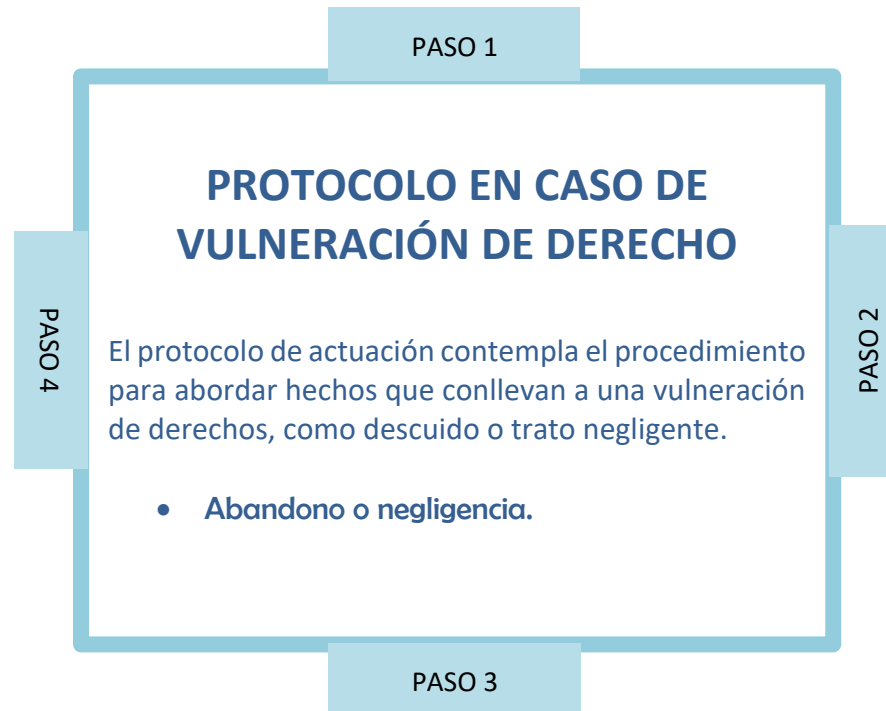 PASO 1
PROTOCOLO EN CASO DE
VULNERACIÓN DE DERECHO
PASO 4
PASO 2
El protocolo de actuación contempla el procedimiento
para abordar hechos que conllevan a una vulneración
de derechos, como descuido o trato negligente.
• Abandono o negligencia.
PASO 3